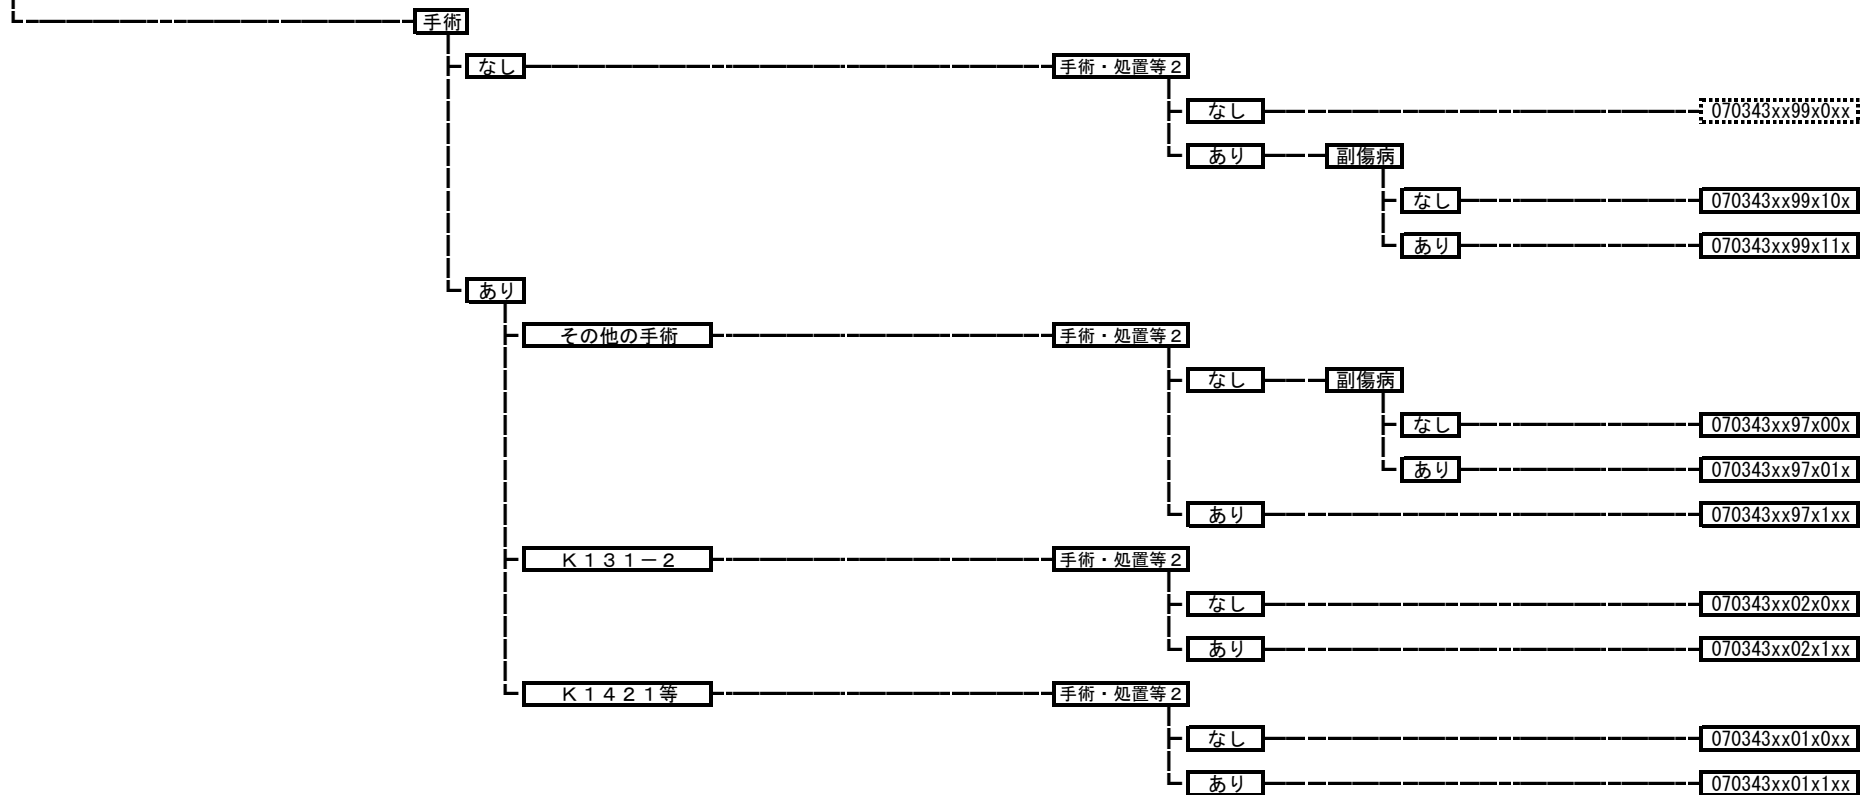 手術
なし 手術・処置等２
なし 070343xx99x0xx
あり 副傷病
なし 070343xx99x10x
あり 070343xx99x11x
あり
その他の手術 手術・処置等２
なし 副傷病
なし 070343xx97x00x
あり 070343xx97x01x
あり 070343xx97x1xx
Ｋ１３１－２ 手術・処置等２
なし 070343xx02x0xx
あり 070343xx02x1xx
Ｋ１４２１等 手術・処置等２
なし 070343xx01x0xx
あり 070343xx01x1xx